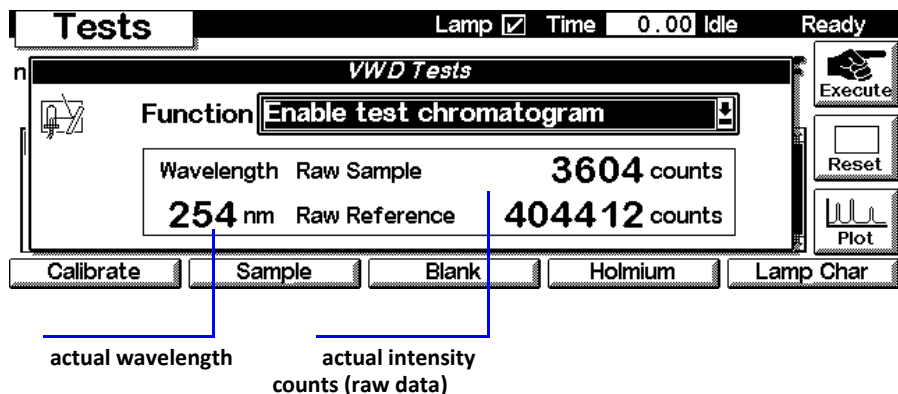 Tests Lamp Time 0.00 Idle Ready
n VWD Tests
Execute
Function Enable test chromatogram
Reset
Wavelength Raw Sample 3604 counts
254 nm Raw Reference 404412 counts
Plot
Calibrate Sample Blank Holmium Lamp Char
actual wavelength actual intensity
counts (raw data)